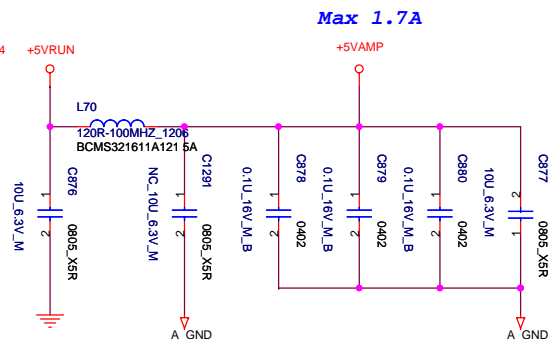 Max 1.7A
4
+5VRUN
+5VAMP
L70
120R-100MHZ_1206
BCMS321611A121 5A
C876
1
2
10U_6.3V_M
0805_X5R
C1291
1
2
NC_10U_6.3V_M
0805_X5R
C878
1
2
0.1U_16V_M_B
0402
C879
1
2
0.1U_16V_M_B
0402
C880
1
2
0.1U_16V_M_B
0402
C877
2
1
10U_6.3V_M
0805_X5R
A_GND
A_GND